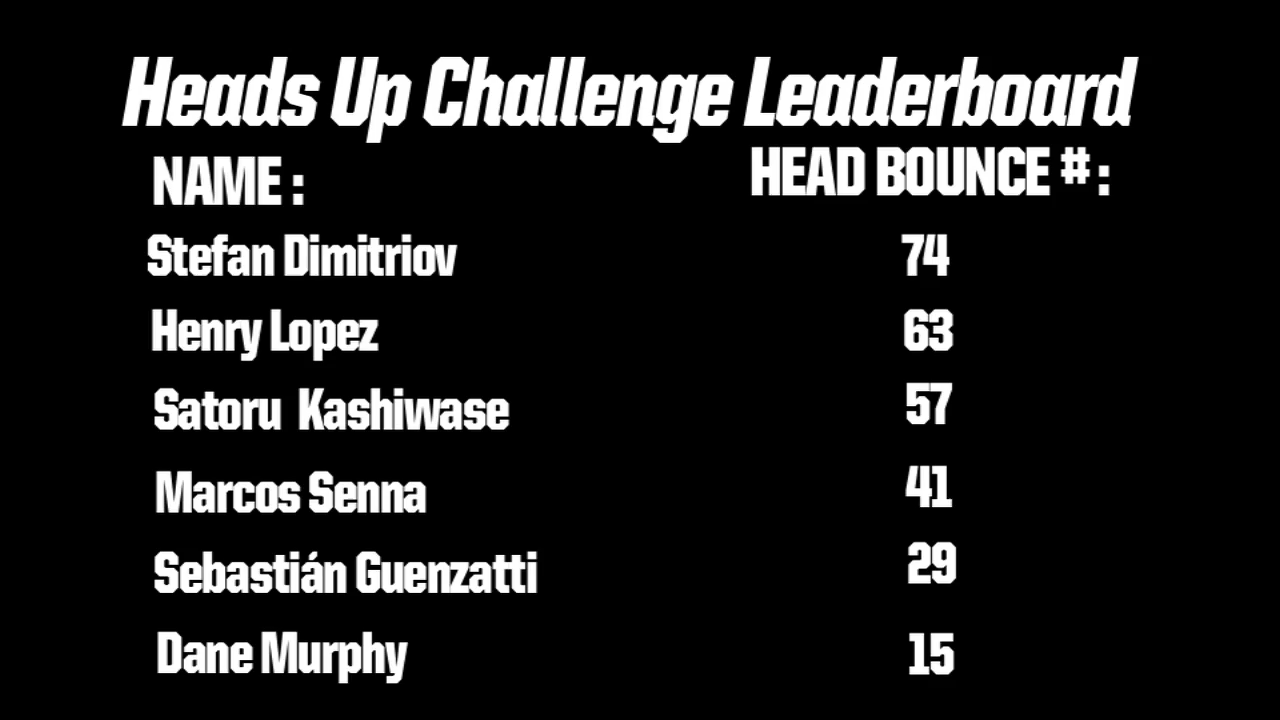 Heads Up Challenge Leaderboard
NAME : HEAD BOUNCE # :
Stefan Dimitriov 74
Henry Lopez 63
Satoru Kashiwase 57
Marcos Senna 41
Sebastián Guenzatti 29
Dane Murphy 15